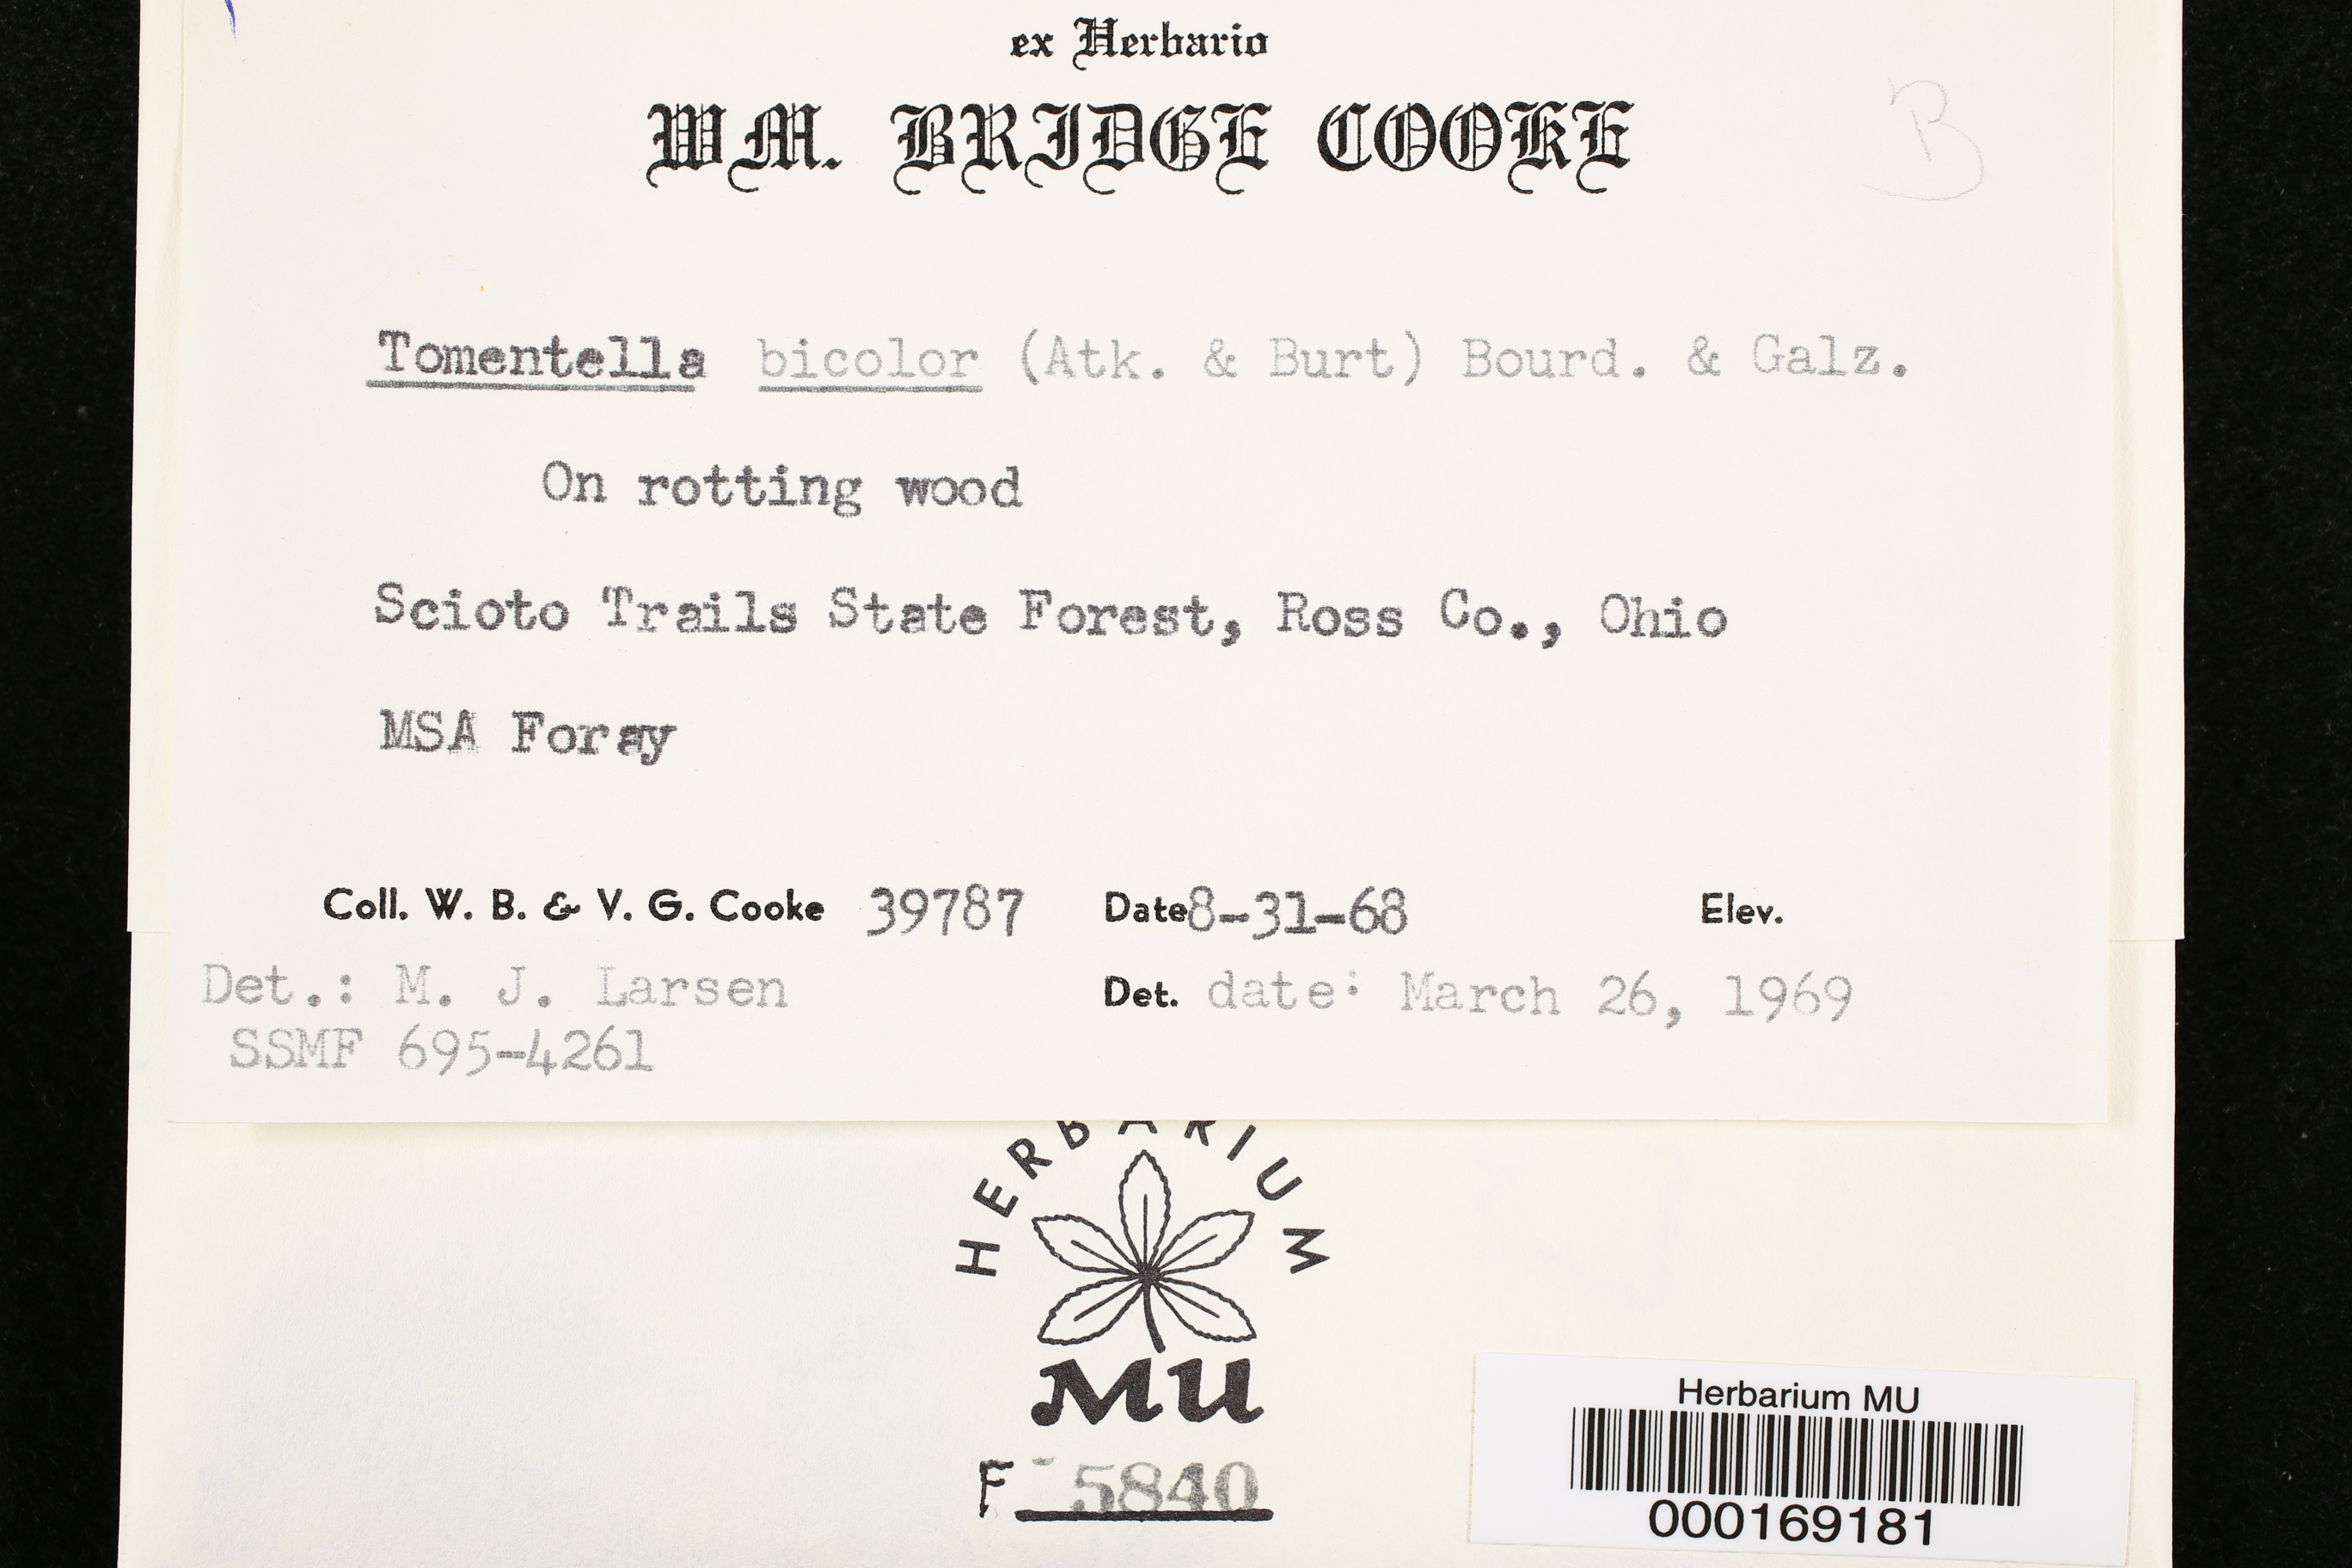 ex Herbario
WM. BRIDGE COOKE
B
Tomentella bicolor (Atk. & Burt) Bourd. & Galz.
On rotting wood
Scioto Trails State Forest, Ross Co., Ohio
MSA Foray
Coll. W. B. & V. G. Cooke 39787 Date 8-31-68 Elev.
Det.: M. J. Larsen Det. date: March 26, 1969
SSMF 695-4261
HERBARIUM
MU
F 5840
Herbarium MU
000169181